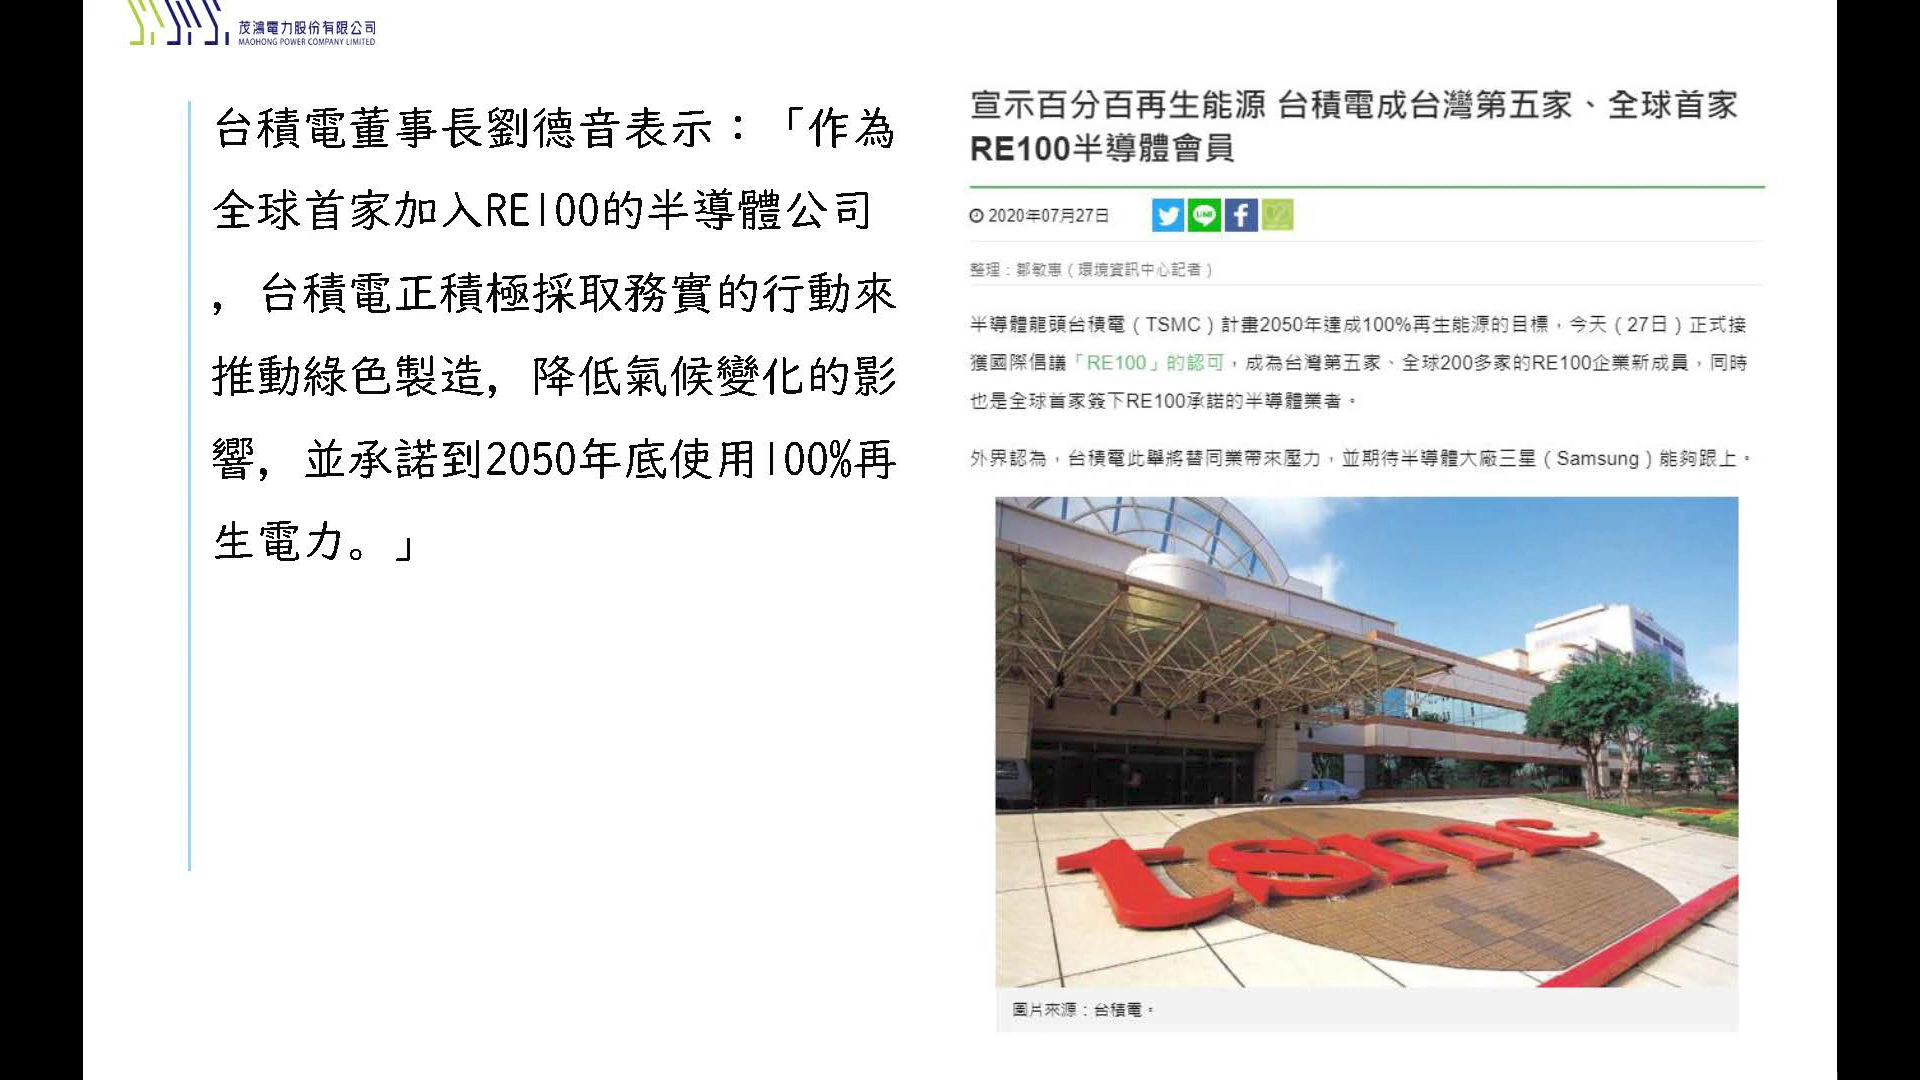 茂鴻電力股份有限公司
MAOHONG POWER COMPANY LIMITED
台積電董事長劉德音表示：「作為
全球首家加入RE100的半導體公司
，台積電正積極採取務實的行動來
推動綠色製造，降低氣候變化的影
響，並承諾到2050年底使用100%再
生電力。」
宣示百分百再生能源 台積電成台灣第五家、全球首家
RE100半導體會員
2020年07月27日
LINE
整理：鄒敏惠（環境資訊中心記者）
半導體龍頭台積電（TSMC）計畫2050年達成100%再生能源的目標，今天（27日）正式接
獲國際倡議「RE100」的認可，成為台灣第五家、全球200多家的RE100企業新成員，同時
也是全球首家簽下RE100承諾的半導體業者。
外界認為，台積電此舉將替同業帶來壓力，並期待半導體大廠三星（Samsung）能夠跟上。
tsmc
圖片來源：台積電。